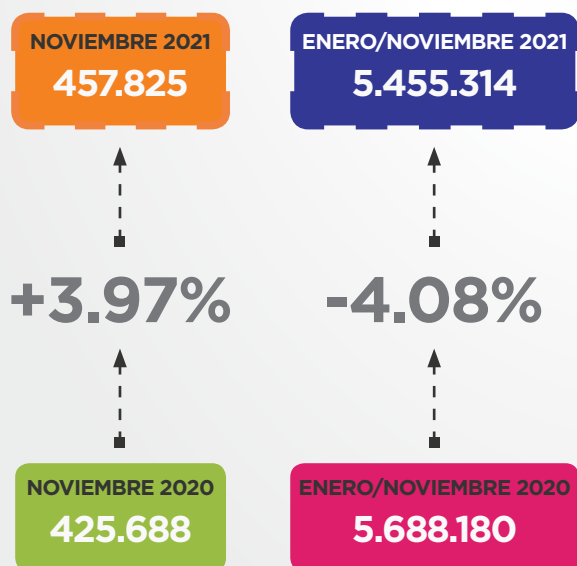 NOVIEMBRE 2021
457.825
ENERO/NOVIEMBRE 2021
5.455.314
+3.97%
-4.08%
NOVIEMBRE 2020
425.688
ENERO/NOVIEMBRE 2020
5.688.180